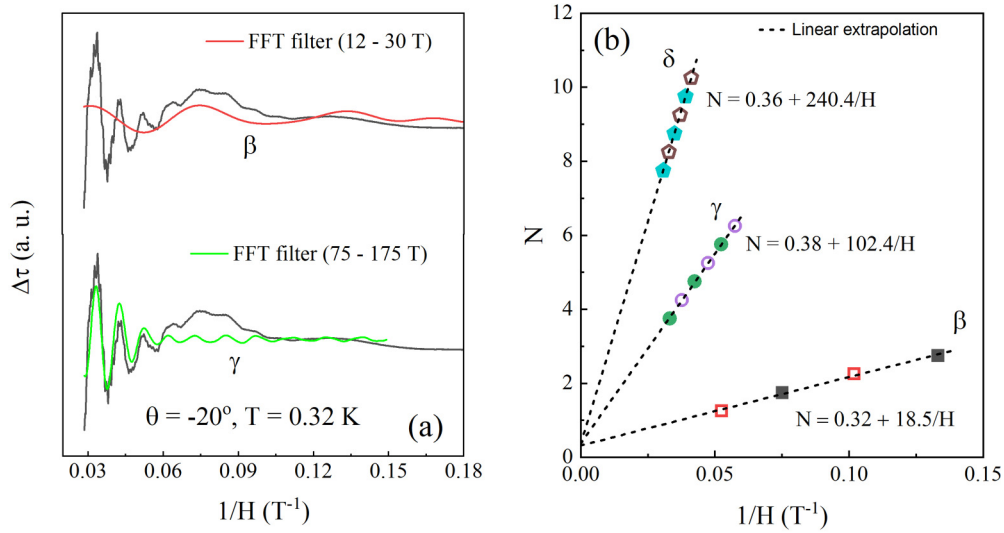 FFT filter (12 - 30 T)
β
FFT filter (75 - 175 T)
γ
θ = -20°, T = 0.32 K
(a)
Δτ (a. u.)
0.03 0.06 0.09 0.12 0.15 0.18
1/H (T⁻¹)
(b)
Linear extrapolation
δ
N = 0.36 + 240.4/H
γ
N = 0.38 + 102.4/H
β
N = 0.32 + 18.5/H
N
12
10
8
6
4
2
0
0.00 0.05 0.10 0.15
1/H (T⁻¹)